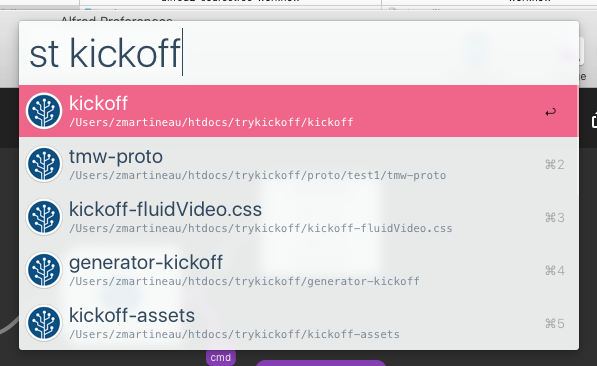 Alfred Preferences
st kickoff
kickoff
/Users/zmartineau/htdocs/trykickoff/kickoff
tmw-proto
⌘2
/Users/zmartineau/htdocs/trykickoff/proto/test1/tmw-proto
kickoff-fluidVideo.css
⌘3
/Users/zmartineau/htdocs/trykickoff/kickoff-fluidVideo.css
generator-kickoff
⌘4
/Users/zmartineau/htdocs/trykickoff/generator-kickoff
kickoff-assets
⌘5
/Users/zmartineau/htdocs/trykickoff/kickoff-assets
cmd